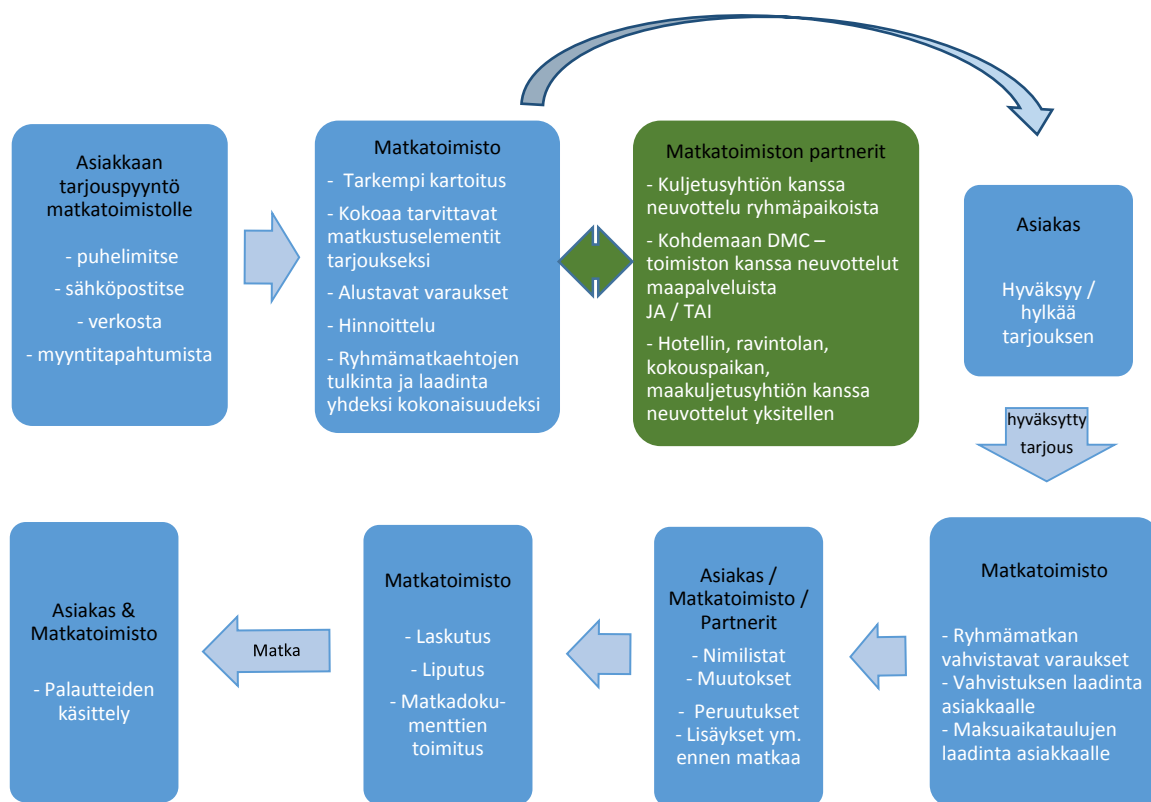 Asiakkaan
tarjouspyyntö
matkatoimistolle
- puhelimitse
- sähköpostitse
- verkosta
- myyntitapahtumista
Matkatoimisto
- Tarkempi kartoitus
- Kokoaa tarvittavat
matkustuselementit
tarjoukseksi
- Alustavat varaukset
- Hinnoittelu
- Ryhmämatkaehtojen
tulkinta ja laadinta
yhdeksi kokonaisuudeksi
Matkatoimiston partnerit
- Kuljetusyhtiön kanssa
neuvottelu ryhmäpaikoista
- Kohdemaan DMC –
toimiston kanssa neuvottelut
maapalveluista
JA / TAI
- Hotellin, ravintolan,
kokouspaikan,
maakuljetusyhtiön kanssa
neuvottelut yksitellen
Asiakas
Hyväksyy /
hylkää
tarjouksen
hyväksytty
tarjous
Matkatoimisto
- Ryhmämatkan
vahvistavat varaukset
- Vahvistuksen laadinta
asiakkaalle
- Maksuaikataulujen
laadinta asiakkaalle
Asiakas /
Matkatoimisto /
Partnerit
- Nimilistat
- Muutokset
- Peruutukset
- Lisäykset ym.
ennen matkaa
Matkatoimisto
- Laskutus
- Liputus
- Matkadoku-
menttien
toimitus
Matka
Asiakas &
Matkatoimisto
- Palautteiden
käsittely